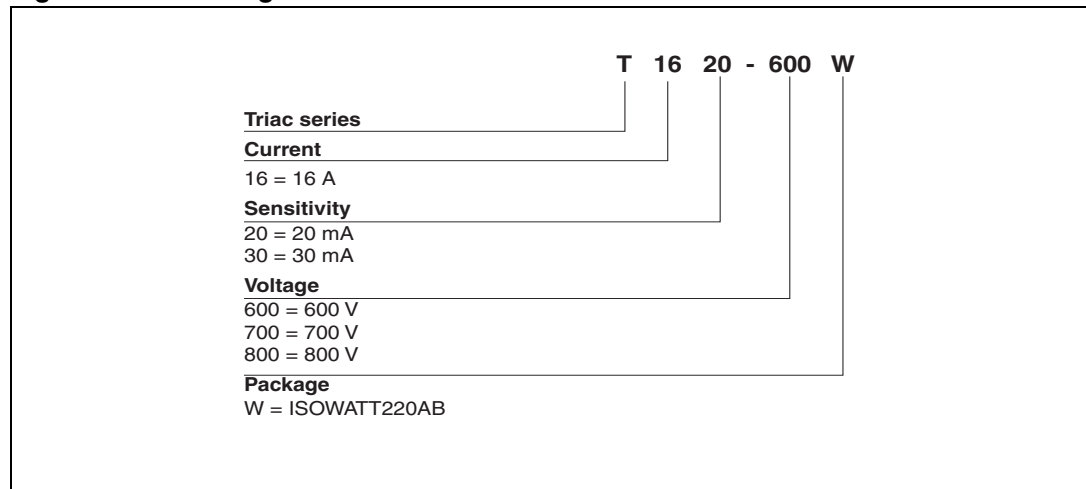 T 16 20 - 600 W
Triac series
Current
16 = 16 A
Sensitivity
20 = 20 mA
30 = 30 mA
Voltage
600 = 600 V
700 = 700 V
800 = 800 V
Package
W = ISOWATT220AB